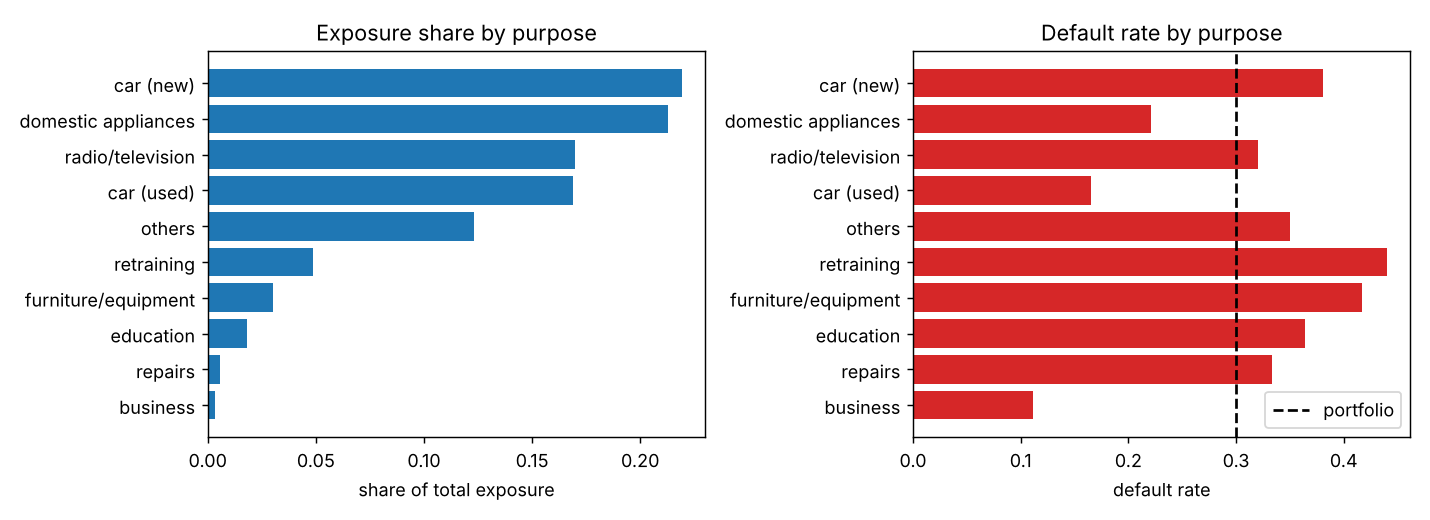 Exposure share by purpose
car (new)
domestic appliances
radio/television
car (used)
others
retraining
furniture/equipment
education
repairs
business
0.00 0.05 0.10 0.15 0.20
share of total exposure
Default rate by purpose
car (new)
domestic appliances
radio/television
car (used)
others
retraining
furniture/equipment
education
repairs
business
portfolio
0.0 0.1 0.2 0.3 0.4
default rate